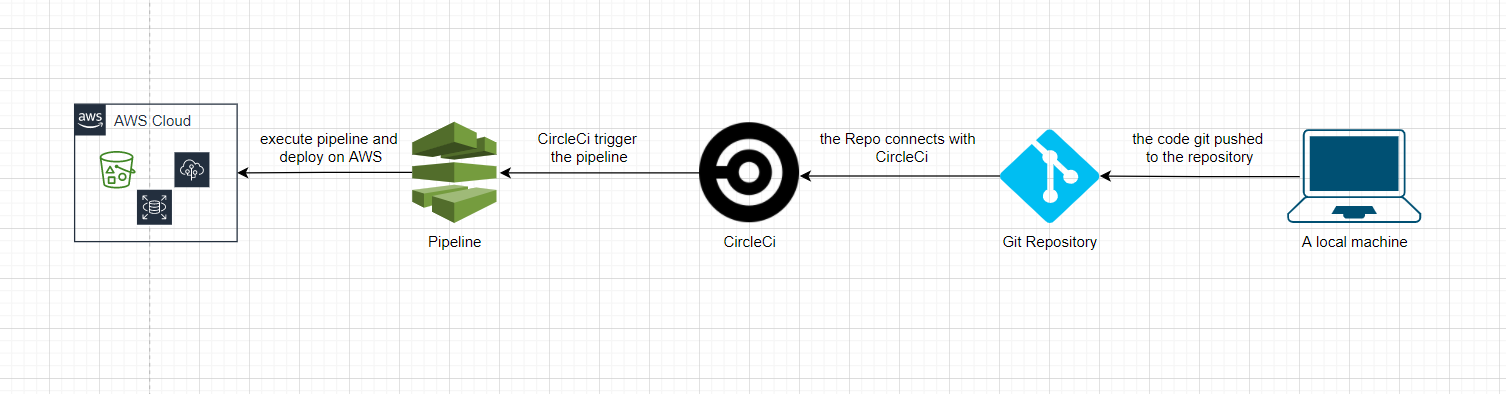 aws
AWS Cloud
execute pipeline and
deploy on AWS
Pipeline
CircleCi trigger
the pipeline
CircleCi
the Repo connects with
CircleCi
Git Repository
the code git pushed
to the repository
A local machine